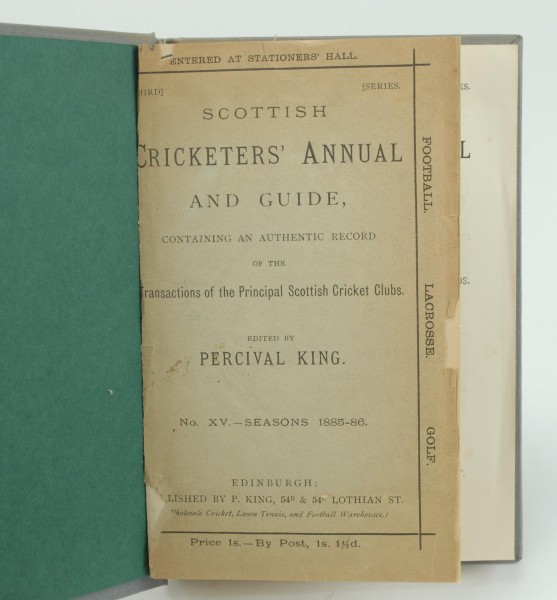 ENTERED AT STATIONERS' HALL.
HIRD] [SERIES.
SCOTTISH
CRICKETERS' ANNUAL
AND GUIDE,
CONTAINING AN AUTHENTIC RECORD
OF THE
Transactions of the Principal Scottish Cricket Clubs.
EDITED BY
PERCIVAL KING.
No. XV.—SEASONS 1885-86.
EDINBURGH:
LISHED BY P. KING, 54B & 54C LOTHIAN ST.
holesale Cricket, Lawn Tennis, and Football Warehouses.)
Price 1s.—By Post, 1s. 1½d.
FOOTBALL.
LACROSSE.
GOLF.
ES.
L
BS.